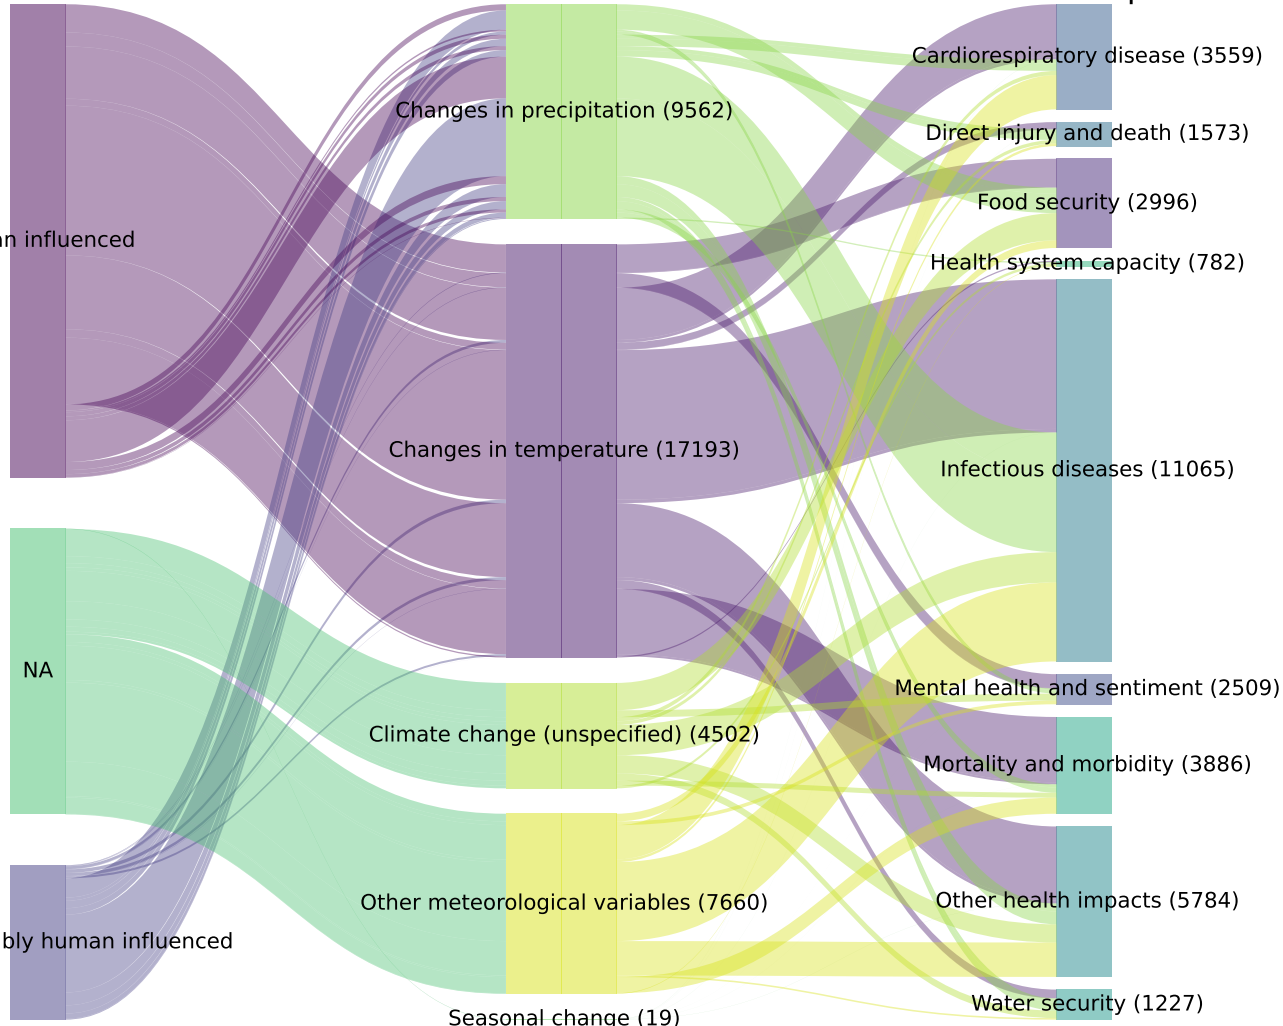 influenced
NA
human influenced
Changes in precipitation (9562)
Changes in temperature (17193)
Climate change (unspecified) (4502)
Other meteorological variables (7660)
Seasonal change (19)
Cardiorespiratory disease (3559)
Direct injury and death (1573)
Food security (2996)
Health system capacity (782)
Infectious diseases (11065)
Mental health and sentiment (2509)
Mortality and morbidity (3886)
Other health impacts (5784)
Water security (1227)